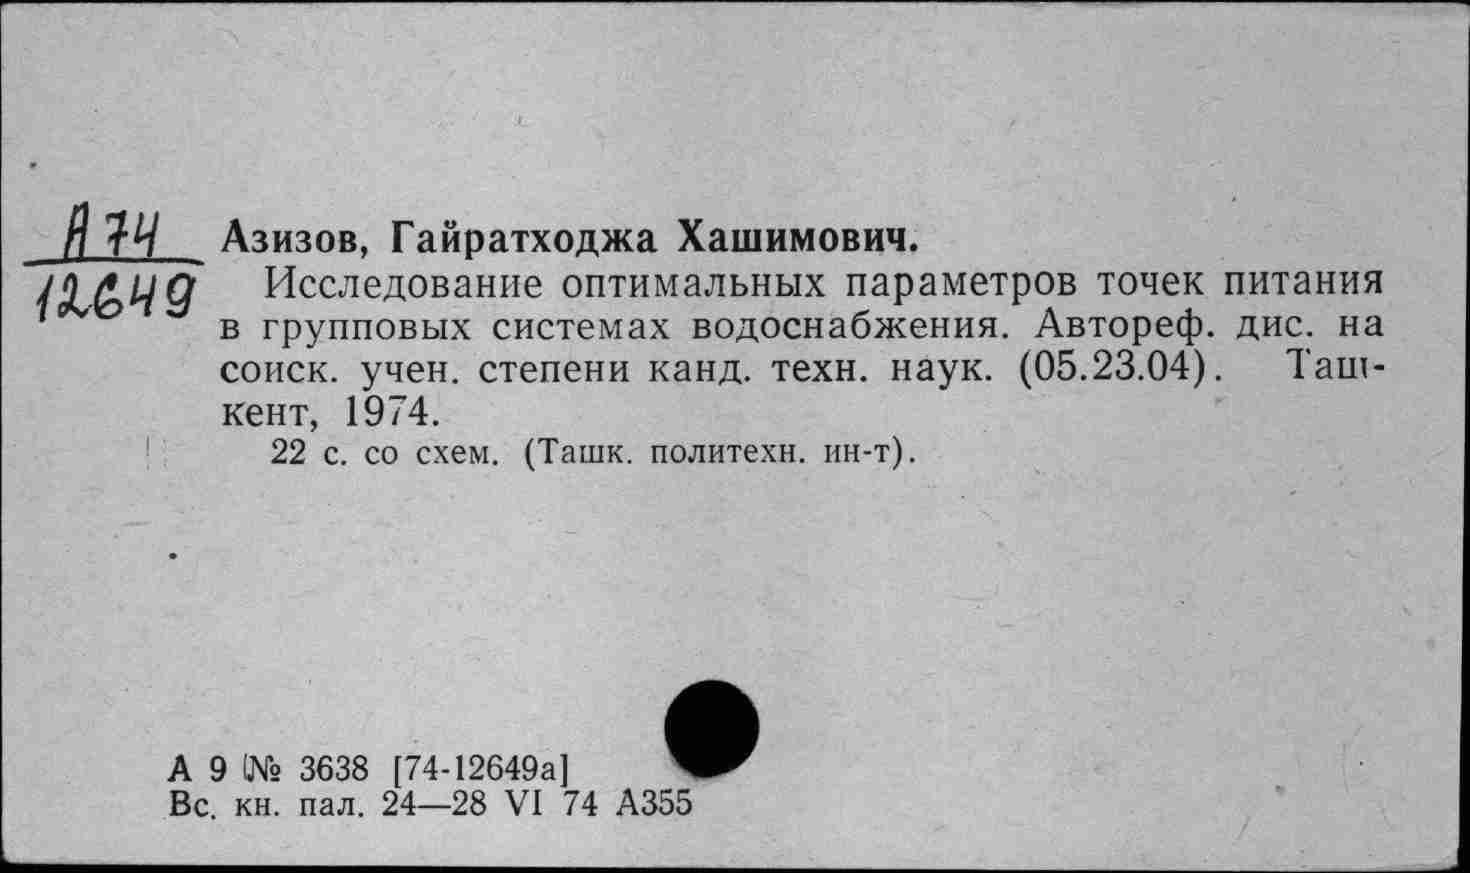 А 74
12649
Азизов, Гайратходжа Хашимович.
Исследование оптимальных параметров точек питания
в групповых системах водоснабжения. Автореф. дис. на
соиск. учен. степени канд. техн. наук. (05.23.04). Таш-
кент, 1974.
22 с. со схем. (Ташк. политехн. ин-т).
А 9 № 3638 [74-12649а]
Вс. кн. пал. 24—28 VI 74 А355